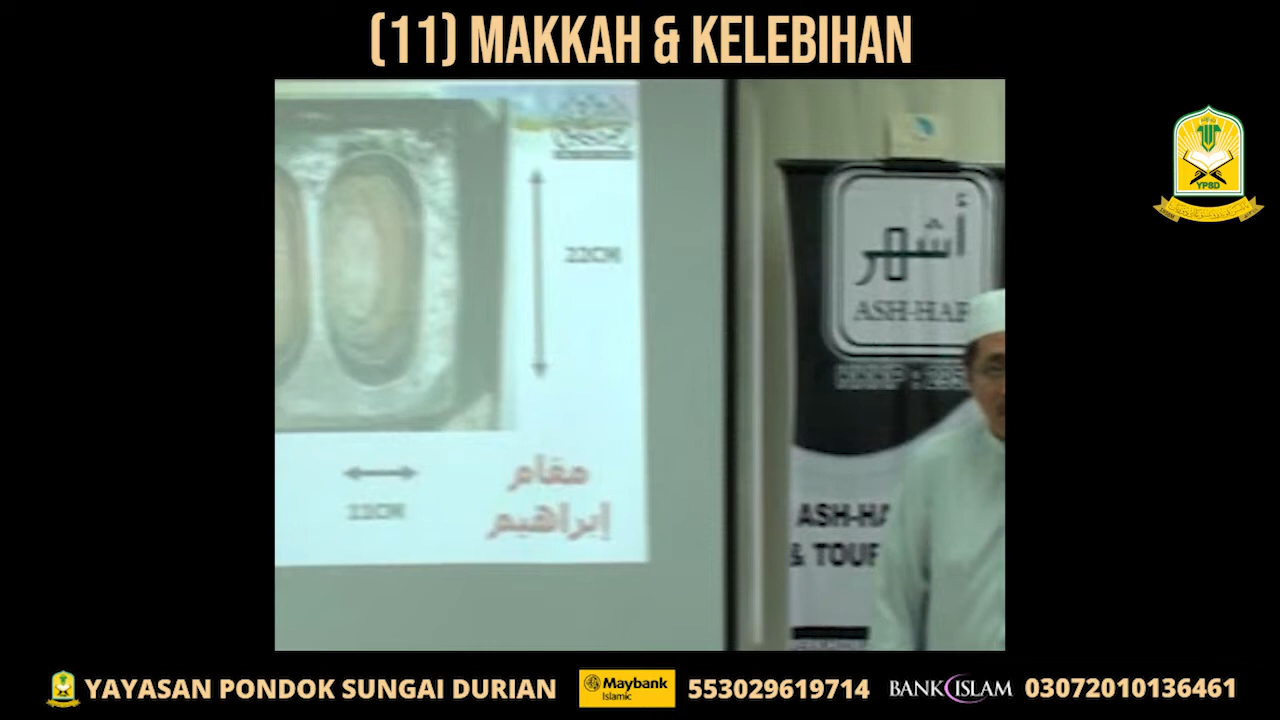 (11) MAKKAH & KELEBIHAN
22CM
11CM
مقام
إبراهيم
أشهر
ASH-HAR
ASH-HA
& TOUR
YPSD
YAYASAN PONDOK SUNGAI DURIAN
Maybank
Islamic
553029619714
BANK ISLAM
03072010136461